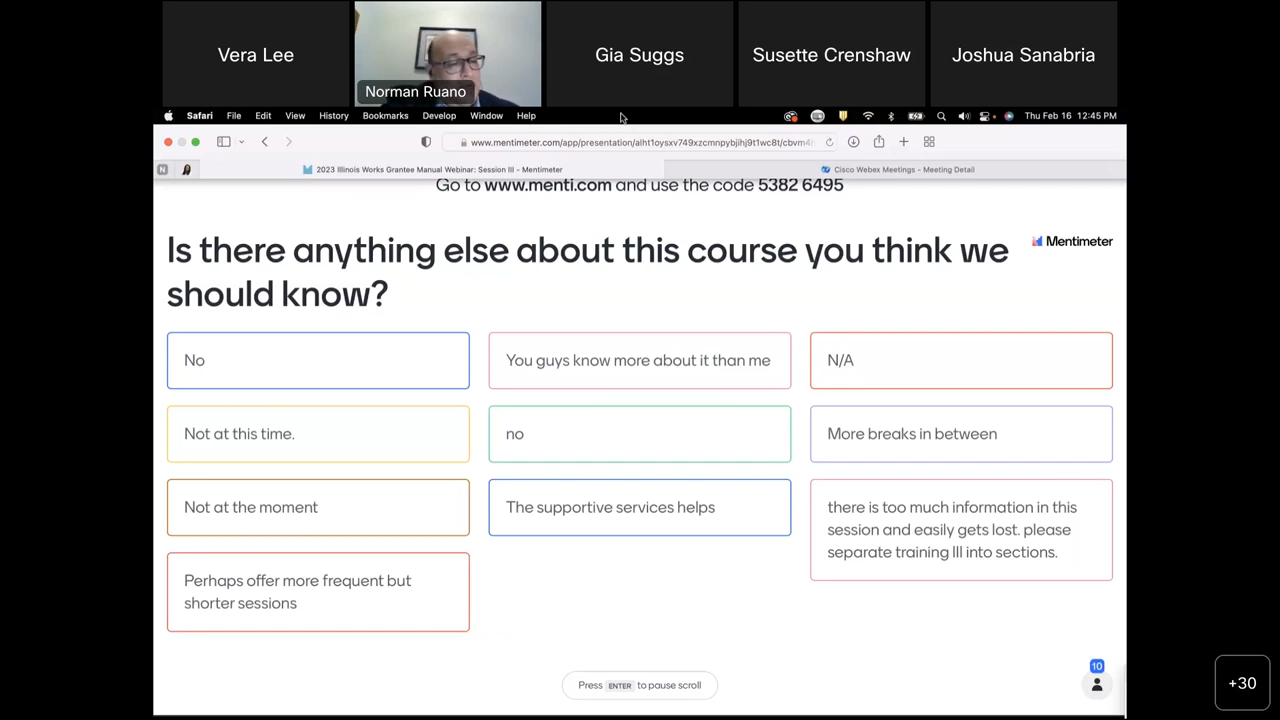 Vera Lee
Norman Ruano
Gia Suggs
Susette Crenshaw
Joshua Sanabria
Safari File Edit View History Bookmarks Develop Window Help
Thu Feb 16 12:45 PM
www.mentimeter.com/app/presentation/
N
2023 Illinois Works Grantee Manual Webinar: Session III - Mentimeter
Cisco Webex Meetings - Meeting Detail
Go to www.menti.com and use the code 5382 6495
Is there anything else about this course you think we
should know?
Mentimeter
No
You guys know more about it than me
N/A
Not at this time.
no
More breaks in between
Not at the moment
The supportive services helps
there is too much information in this
session and easily gets lost. please
separate training III into sections.
Perhaps offer more frequent but
shorter sessions
Press ENTER to pause scroll
10
+30